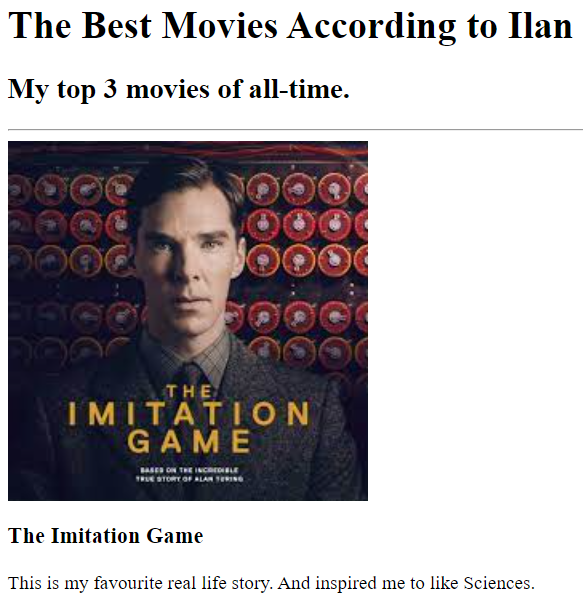 The Best Movies According to Ilan
My top 3 movies of all-time.
THE
IMITATION
GAME
BASED ON THE INCREDIBLE
TRUE STORY OF ALAN TURING
The Imitation Game
This is my favourite real life story. And inspired me to like Sciences.